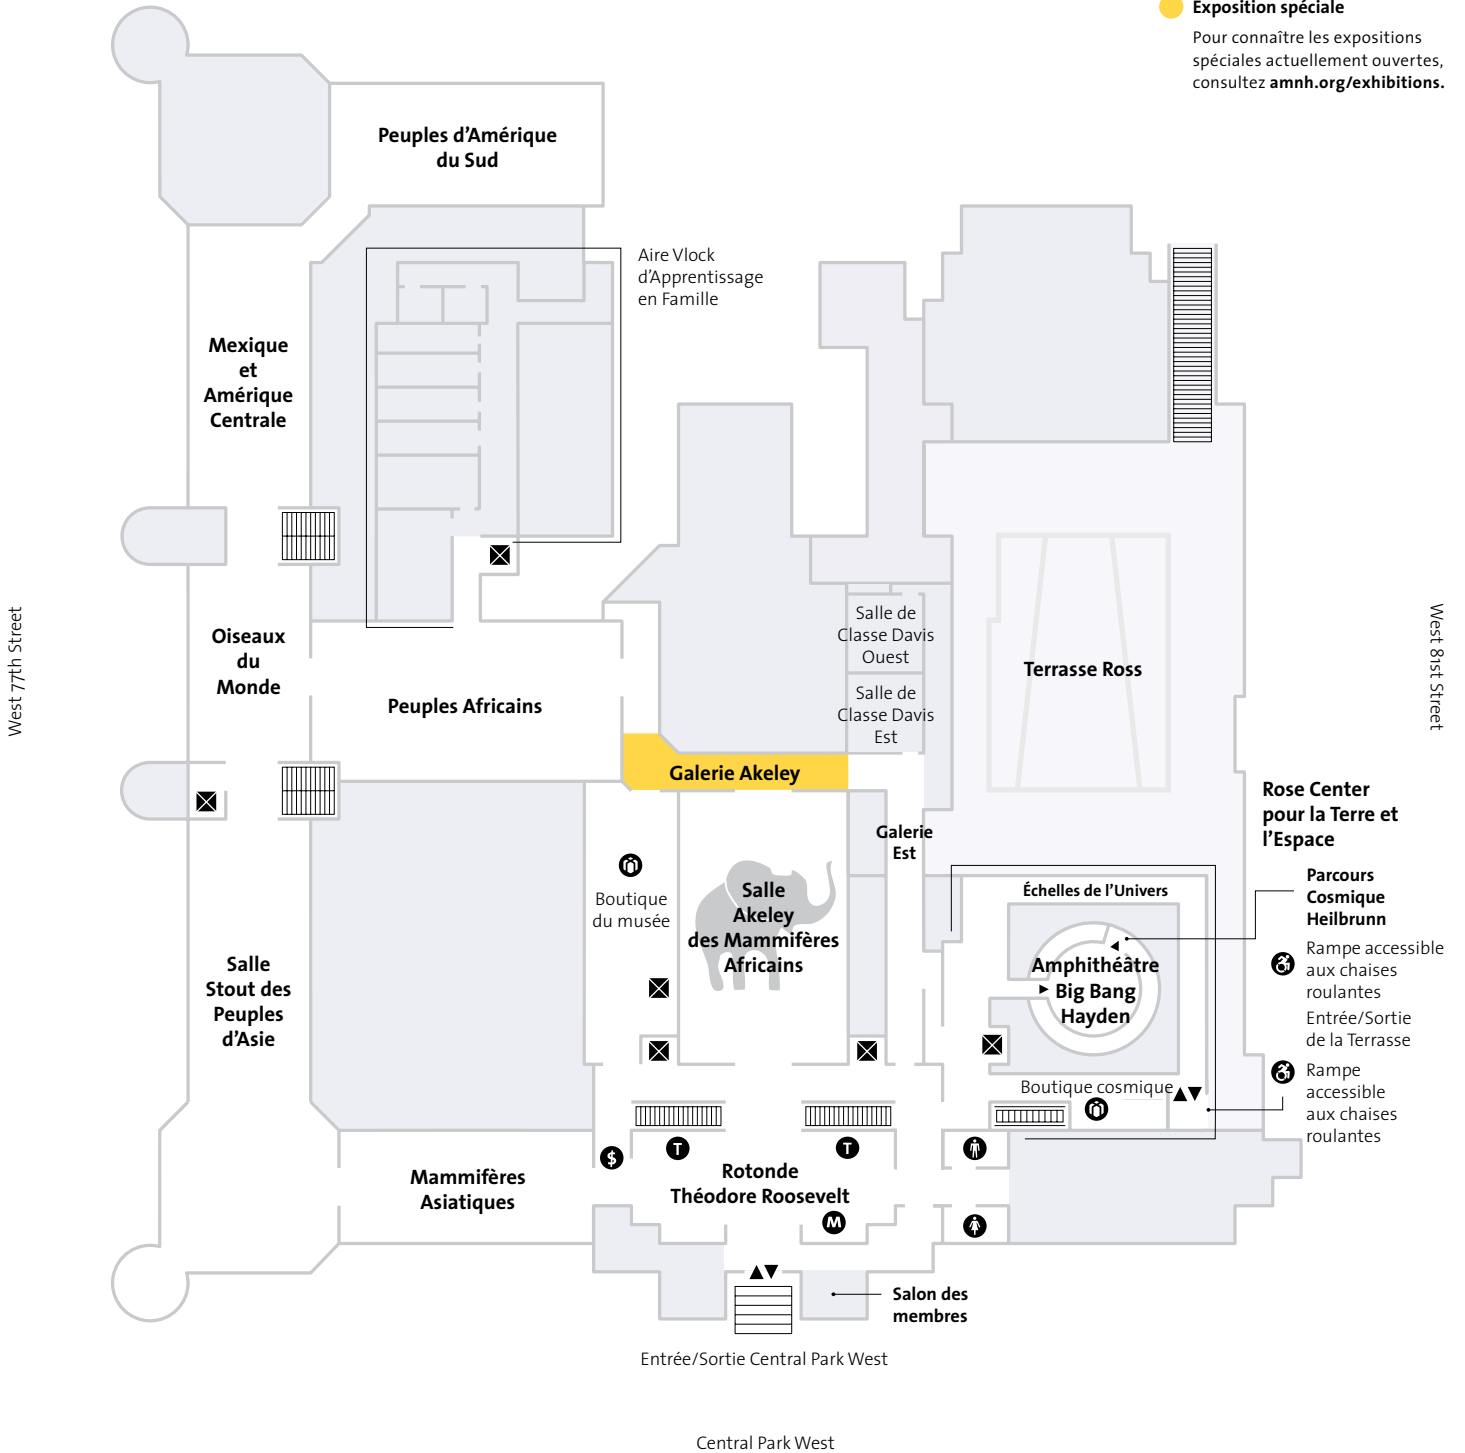 Exposition spéciale
Pour connaître les expositions
spéciales actuellement ouvertes,
consultez amnh.org/exhibitions.
Peuples d'Amérique
du Sud
Aire Vlock
d'Apprentissage
en Famille
Mexique
et
Amérique
Centrale
West 77th Street
Oiseaux
du
Monde
Peuples Africains
Salle de
Classe Davis
Ouest
Salle de
Classe Davis
Est
Terrasse Ross
West 81st Street
Galerie Akeley
Galerie
Est
Rose Center
pour la Terre et
l'Espace
Boutique
du musée
Salle
Akeley
des Mammifères
Africains
Échelles de l'Univers
Parcours
Cosmique
Heilbrunn
Rampe accessible
aux chaises
roulantes
Entrée/Sortie
de la Terrasse
Rampe
accessible
aux chaises
roulantes
Amphithéâtre
Big Bang
Hayden
Salle
Stout des
Peuples
d'Asie
Boutique cosmique
$
T
T
Mammifères
Asiatiques
Rotonde
Théodore Roosevelt
M
Salon des
membres
Entrée/Sortie Central Park West
Central Park West